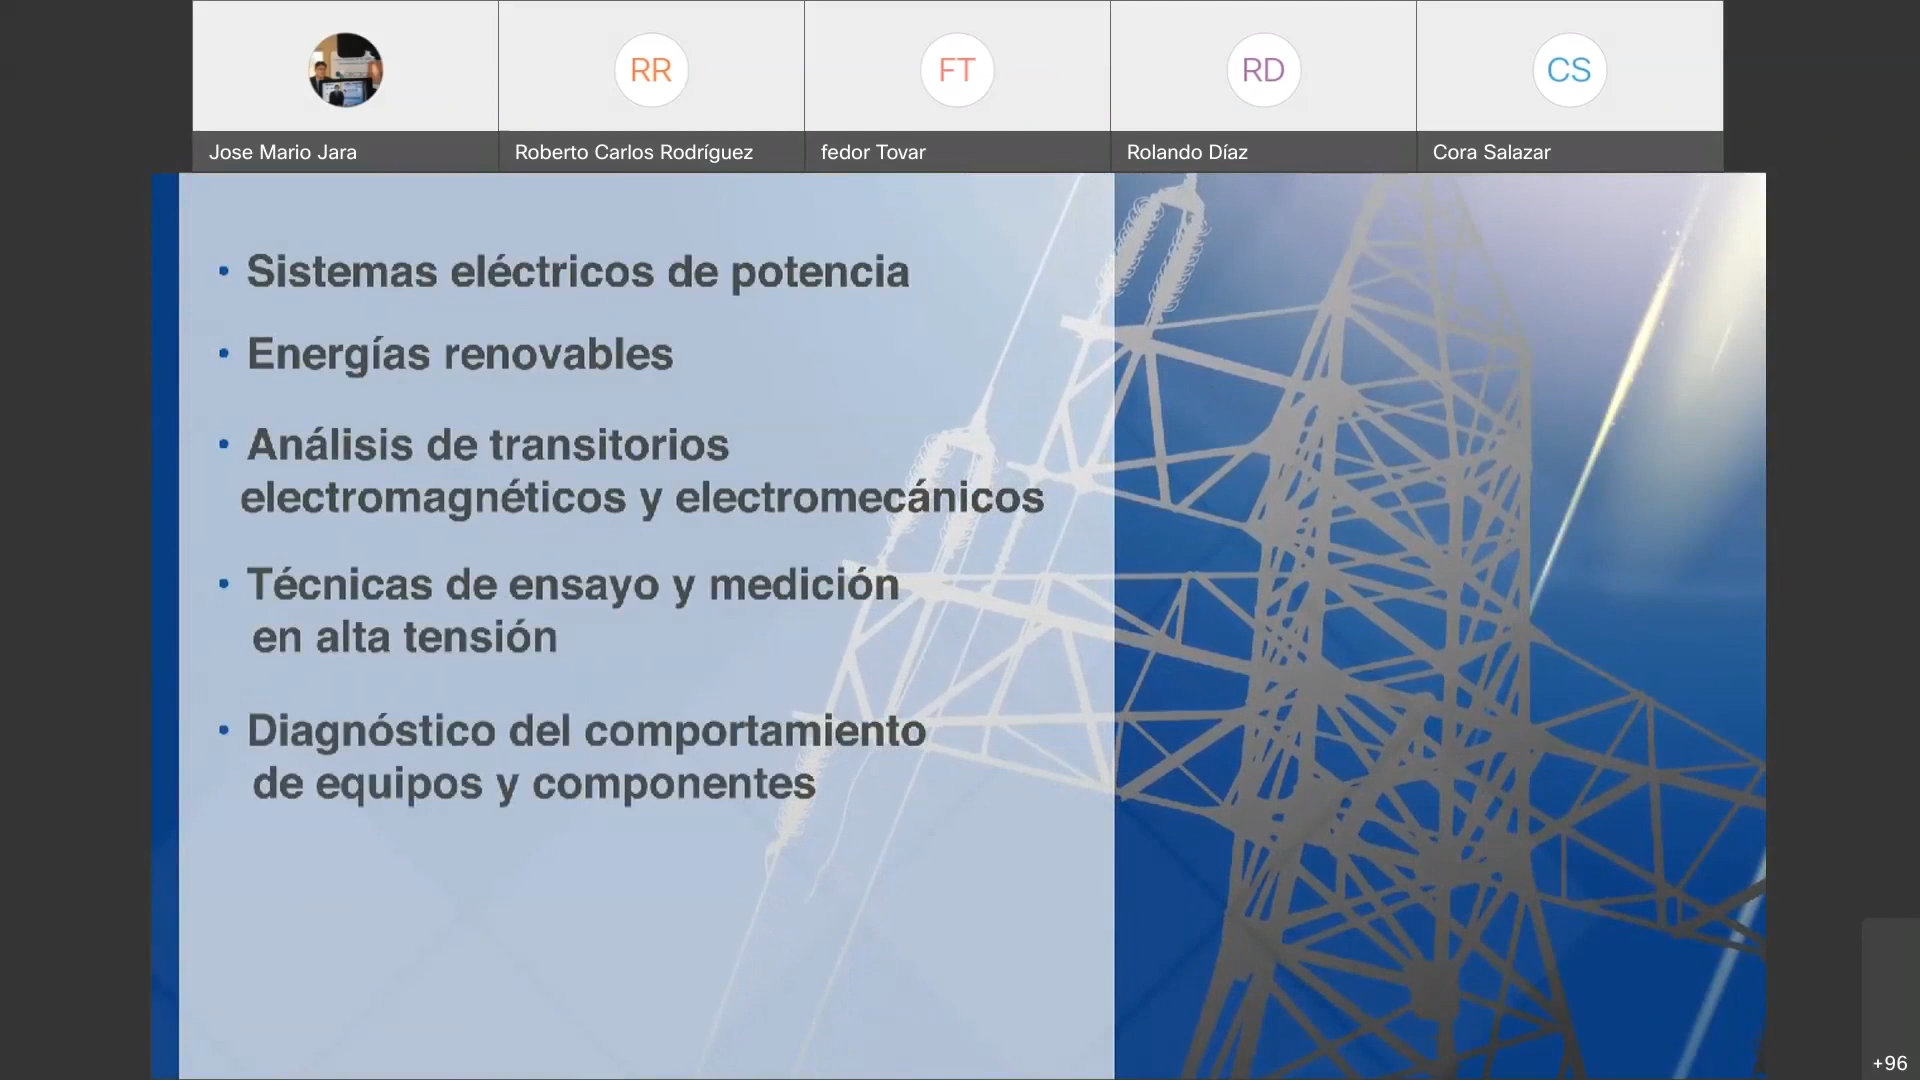 RR
FT
RD
CS
Jose Mario Jara
Roberto Carlos Rodríguez
fedor Tovar
Rolando Díaz
Cora Salazar
• Sistemas eléctricos de potencia
• Energías renovables
• Análisis de transitorios
electromagnéticos y electromecánicos
• Técnicas de ensayo y medición
en alta tensión
• Diagnóstico del comportamiento
de equipos y componentes
+96